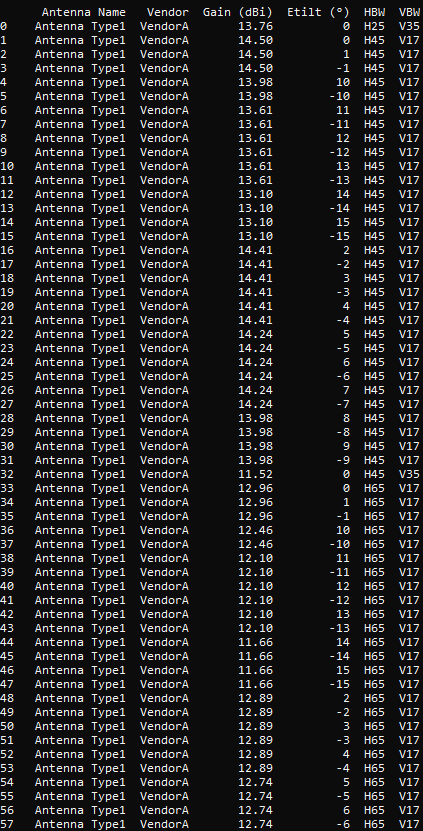 Antenna Name Vendor Gain (dBi) Etilt (°) HBW VBW
0 Antenna Type1 VendorA 13.76 0 H25 V35
1 Antenna Type1 VendorA 14.50 0 H45 V17
2 Antenna Type1 VendorA 14.50 1 H45 V17
3 Antenna Type1 VendorA 14.50 -1 H45 V17
4 Antenna Type1 VendorA 13.98 10 H45 V17
5 Antenna Type1 VendorA 13.98 -10 H45 V17
6 Antenna Type1 VendorA 13.61 11 H45 V17
7 Antenna Type1 VendorA 13.61 -11 H45 V17
8 Antenna Type1 VendorA 13.61 12 H45 V17
9 Antenna Type1 VendorA 13.61 -12 H45 V17
10 Antenna Type1 VendorA 13.61 13 H45 V17
11 Antenna Type1 VendorA 13.61 -13 H45 V17
12 Antenna Type1 VendorA 13.10 14 H45 V17
13 Antenna Type1 VendorA 13.10 -14 H45 V17
14 Antenna Type1 VendorA 13.10 15 H45 V17
15 Antenna Type1 VendorA 13.10 -15 H45 V17
16 Antenna Type1 VendorA 14.41 2 H45 V17
17 Antenna Type1 VendorA 14.41 -2 H45 V17
18 Antenna Type1 VendorA 14.41 3 H45 V17
19 Antenna Type1 VendorA 14.41 -3 H45 V17
20 Antenna Type1 VendorA 14.41 4 H45 V17
21 Antenna Type1 VendorA 14.41 -4 H45 V17
22 Antenna Type1 VendorA 14.24 5 H45 V17
23 Antenna Type1 VendorA 14.24 -5 H45 V17
24 Antenna Type1 VendorA 14.24 6 H45 V17
25 Antenna Type1 VendorA 14.24 -6 H45 V17
26 Antenna Type1 VendorA 14.24 7 H45 V17
27 Antenna Type1 VendorA 14.24 -7 H45 V17
28 Antenna Type1 VendorA 13.98 8 H45 V17
29 Antenna Type1 VendorA 13.98 -8 H45 V17
30 Antenna Type1 VendorA 13.98 9 H45 V17
31 Antenna Type1 VendorA 13.98 -9 H45 V17
32 Antenna Type1 VendorA 11.52 0 H45 V35
33 Antenna Type1 VendorA 12.96 0 H65 V17
34 Antenna Type1 VendorA 12.96 1 H65 V17
35 Antenna Type1 VendorA 12.96 -1 H65 V17
36 Antenna Type1 VendorA 12.46 10 H65 V17
37 Antenna Type1 VendorA 12.46 -10 H65 V17
38 Antenna Type1 VendorA 12.10 11 H65 V17
39 Antenna Type1 VendorA 12.10 -11 H65 V17
40 Antenna Type1 VendorA 12.10 12 H65 V17
41 Antenna Type1 VendorA 12.10 -12 H65 V17
42 Antenna Type1 VendorA 12.10 13 H65 V17
43 Antenna Type1 VendorA 12.10 -13 H65 V17
44 Antenna Type1 VendorA 11.66 14 H65 V17
45 Antenna Type1 VendorA 11.66 -14 H65 V17
46 Antenna Type1 VendorA 11.66 15 H65 V17
47 Antenna Type1 VendorA 11.66 -15 H65 V17
48 Antenna Type1 VendorA 12.89 2 H65 V17
49 Antenna Type1 VendorA 12.89 -2 H65 V17
50 Antenna Type1 VendorA 12.89 3 H65 V17
51 Antenna Type1 VendorA 12.89 -3 H65 V17
52 Antenna Type1 VendorA 12.89 4 H65 V17
53 Antenna Type1 VendorA 12.89 -4 H65 V17
54 Antenna Type1 VendorA 12.74 5 H65 V17
55 Antenna Type1 VendorA 12.74 -5 H65 V17
56 Antenna Type1 VendorA 12.74 6 H65 V17
57 Antenna Type1 VendorA 12.74 -6 H65 V17